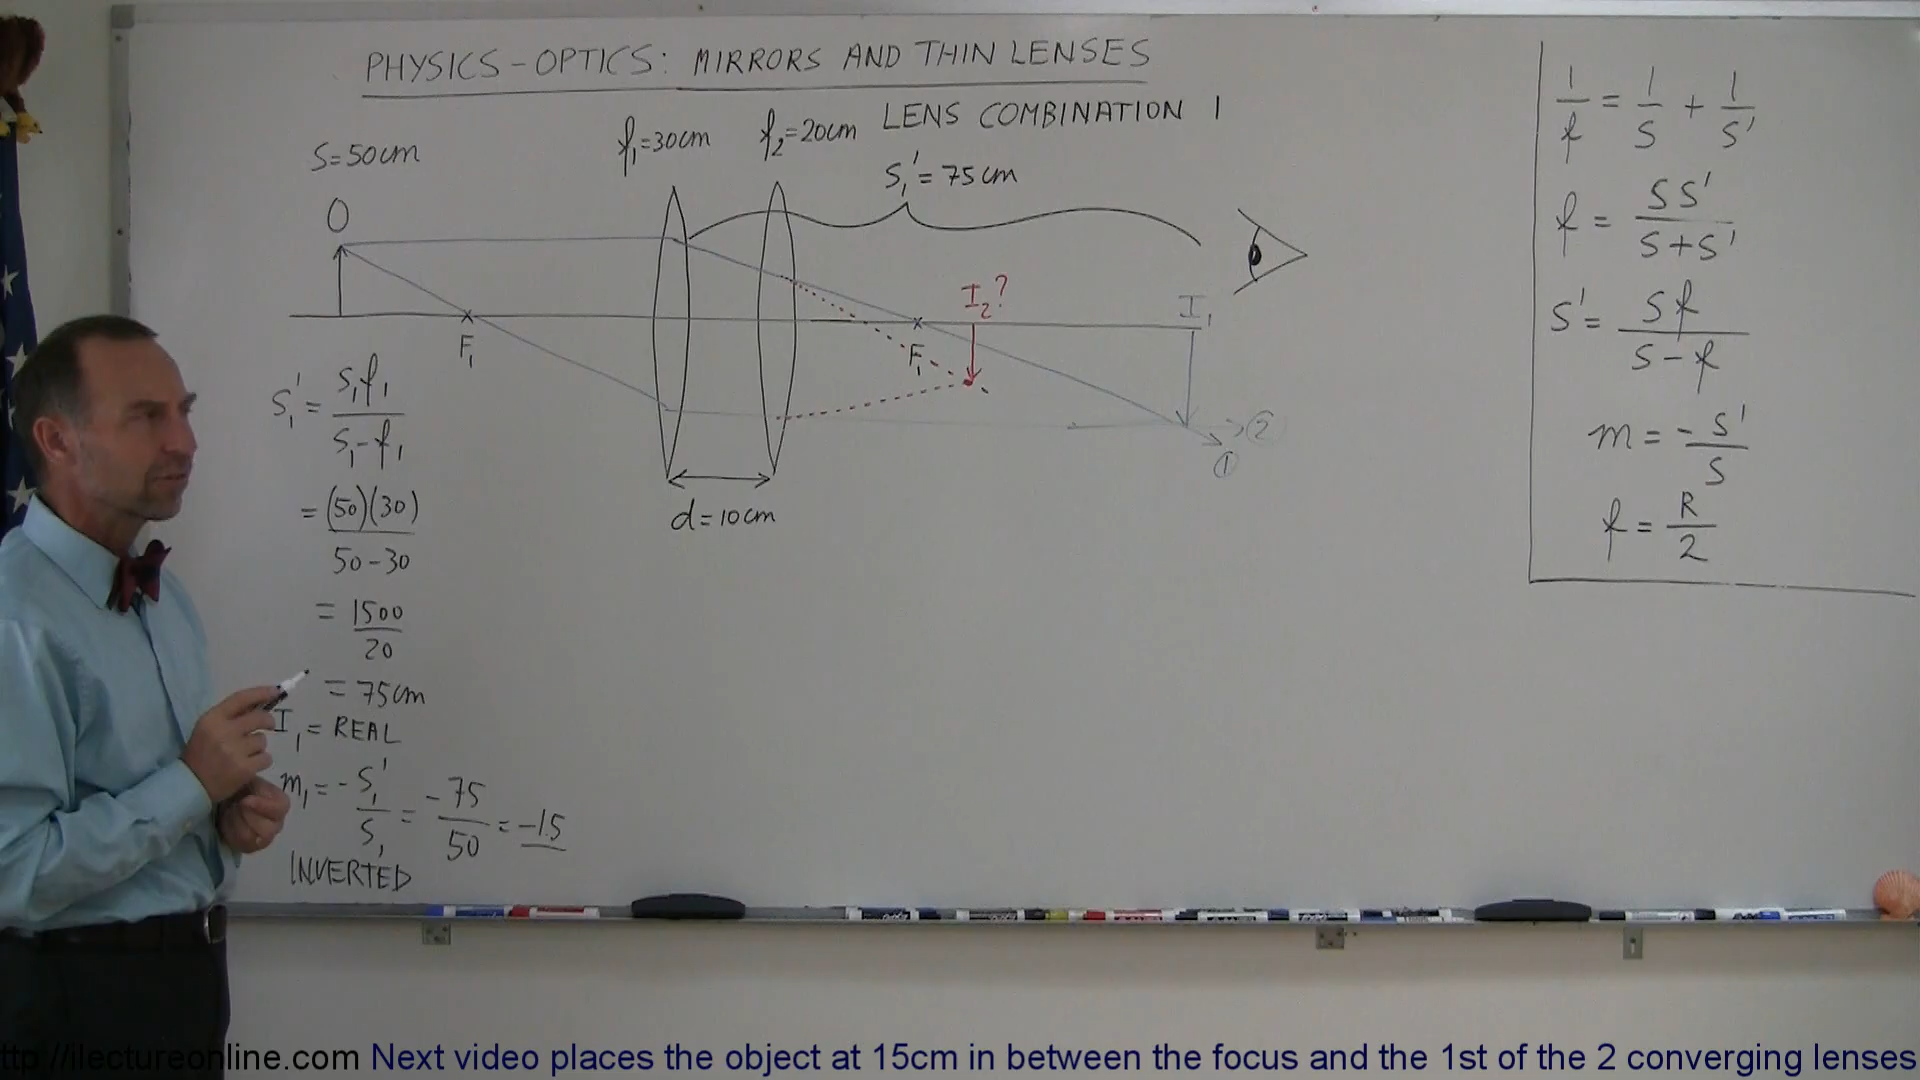 PHYSICS - OPTICS: MIRRORS AND THIN LENSES
LENS COMBINATION 1
S=50cm
f₁=30cm
f₂=20cm
S₁'=75cm
O
F₁
F₁
I₂?
I₁
②
①
d=10cm
S₁' = S₁f₁ / S₁-f₁
= (50)(30) / 50-30
= 1500 / 20
= 75cm
I₁ = REAL
m₁ = -S₁' / S₁ = -75 / 50 = -1.5
INVERTED
1/f = 1/S + 1/S'
f = SS' / S+S'
S' = Sf / S-f
m = -S' / S
f = R / 2
ttp://ilectureonline.com Next video places the object at 15cm in between the focus and the 1st of the 2 converging lenses